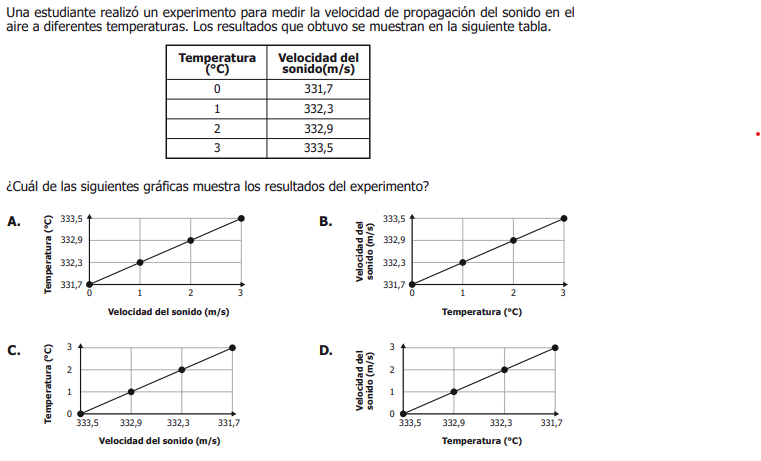 Una estudiante realizó un experimento para medir la velocidad de propagación del sonido en el
aire a diferentes temperaturas. Los resultados que obtuvo se muestran en la siguiente tabla.
Temperatura (°C) Velocidad del sonido(m/s)
0 331,7
1 332,3
2 332,9
3 333,5
¿Cuál de las siguientes gráficas muestra los resultados del experimento?
A.
Temperatura (°C)
333,5
332,9
332,3
331,7
0 1 2 3
Velocidad del sonido (m/s)
B.
Velocidad del
sonido (m/s)
333,5
332,9
332,3
331,7
0 1 2 3
Temperatura (°C)
C.
Temperatura (°C)
3
2
1
0
333,5 332,9 332,3 331,7
Velocidad del sonido (m/s)
D.
Velocidad del
sonido (m/s)
3
2
1
0
333,5 332,9 332,3 331,7
Temperatura (°C)